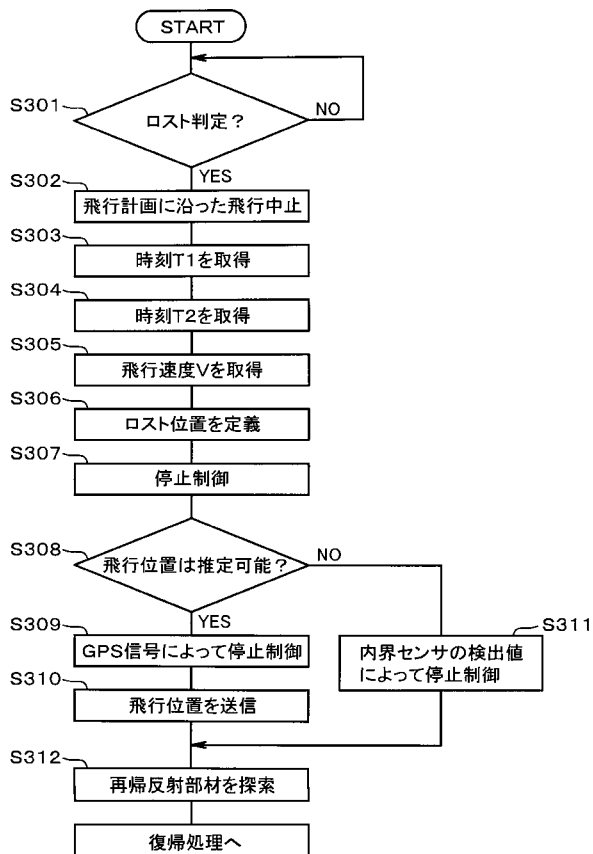 START
S301
ロスト判定？
NO
YES
S302
飛行計画に沿った飛行中止
S303
時刻T1を取得
S304
時刻T2を取得
S305
飛行速度Vを取得
S306
ロスト位置を定義
S307
停止制御
S308
飛行位置は推定可能？
NO
YES
S309
GPS信号によって停止制御
S311
内界センサの検出値
によって停止制御
S310
飛行位置を送信
S312
再帰反射部材を探索
復帰処理へ